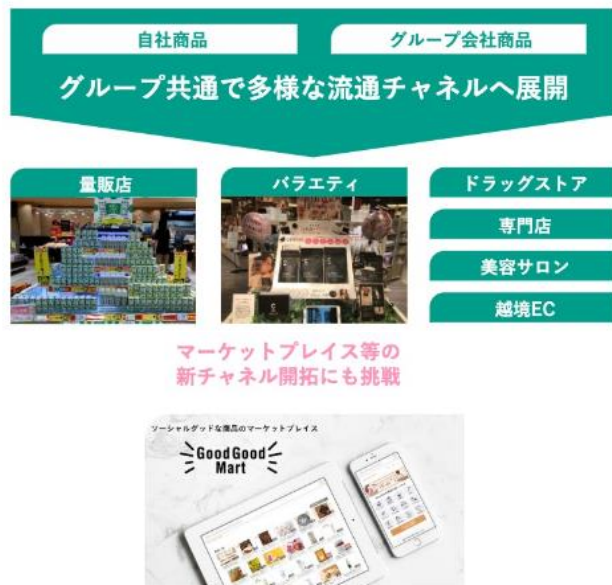 自社商品
グループ会社商品
グループ共通で多様な流通チャネルへ展開
量販店
バラエティ
ドラッグストア
専門店
美容サロン
越境EC
マーケットプレイス等の
新チャネル開拓にも挑戦
ソーシャルグッドな商品のマーケットプレイス
Good Good
Mart